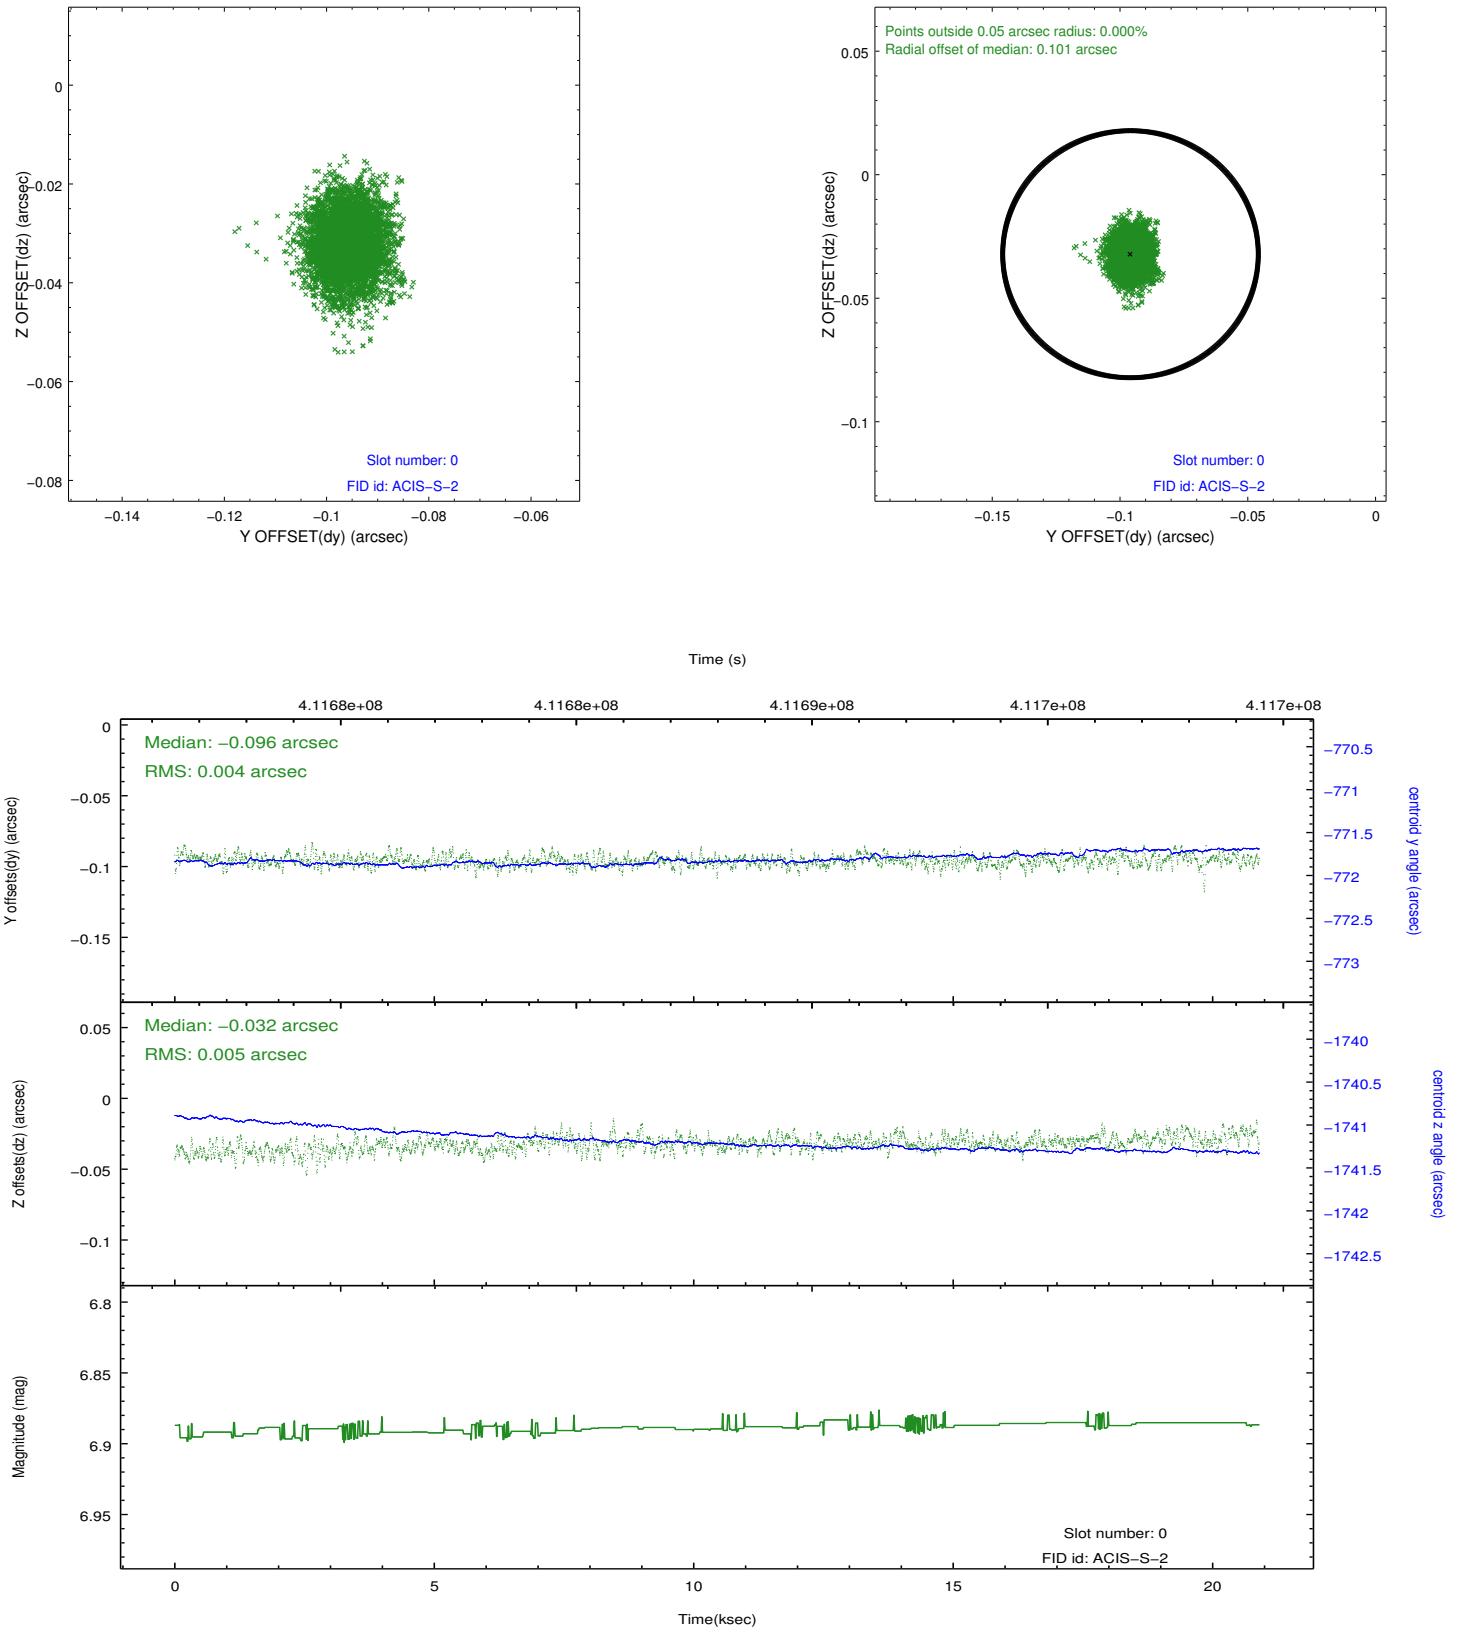 0
−0.02
−0.04
−0.06
−0.08
Z OFFSET(dz) (arcsec)
Slot number: 0
FID id: ACIS−S−2
−0.14
−0.12
−0.1
−0.08
−0.06
Y OFFSET(dy) (arcsec)
Points outside 0.05 arcsec radius: 0.000%
Radial offset of median: 0.101 arcsec
0.05
0
−0.05
−0.1
Z OFFSET(dz) (arcsec)
Slot number: 0
FID id: ACIS−S−2
−0.15
−0.1
−0.05
0
Y OFFSET(dy) (arcsec)
Time (s)
4.1168e+08
4.1168e+08
4.1169e+08
4.117e+08
4.117e+08
Median: −0.096 arcsec
RMS: 0.004 arcsec
0
−0.05
−0.1
−0.15
Y offsets(dy) (arcsec)
−770.5
−771
−771.5
−772
−772.5
−773
centroid y angle (arcsec)
Median: −0.032 arcsec
RMS: 0.005 arcsec
0.05
0
−0.05
−0.1
Z offsets(dz) (arcsec)
−1740
−1740.5
−1741
−1741.5
−1742
−1742.5
centroid z angle (arcsec)
6.8
6.85
6.9
6.95
Magnitude (mag)
Slot number: 0
FID id: ACIS−S−2
0
5
10
15
20
Time(ksec)